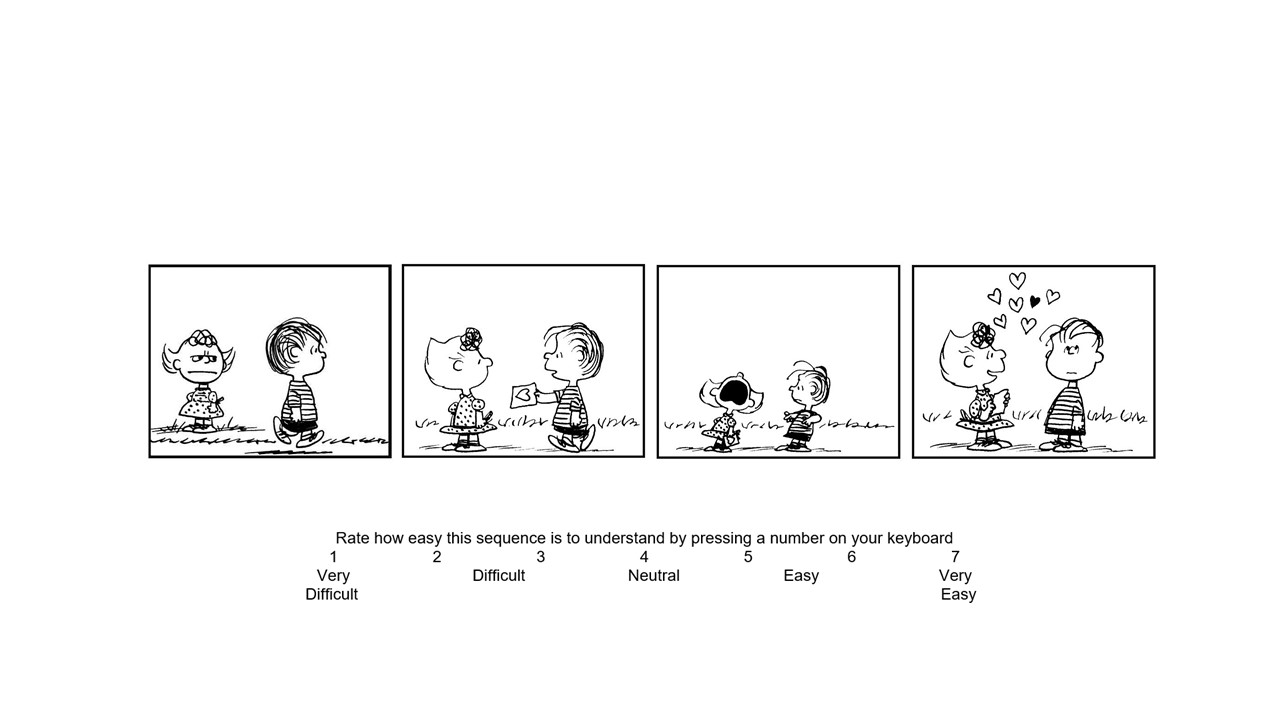 Rate how easy this sequence is to understand by pressing a number on your keyboard
1 2 3 4 5 6 7
Very Difficult Neutral Easy Very
Difficult Easy